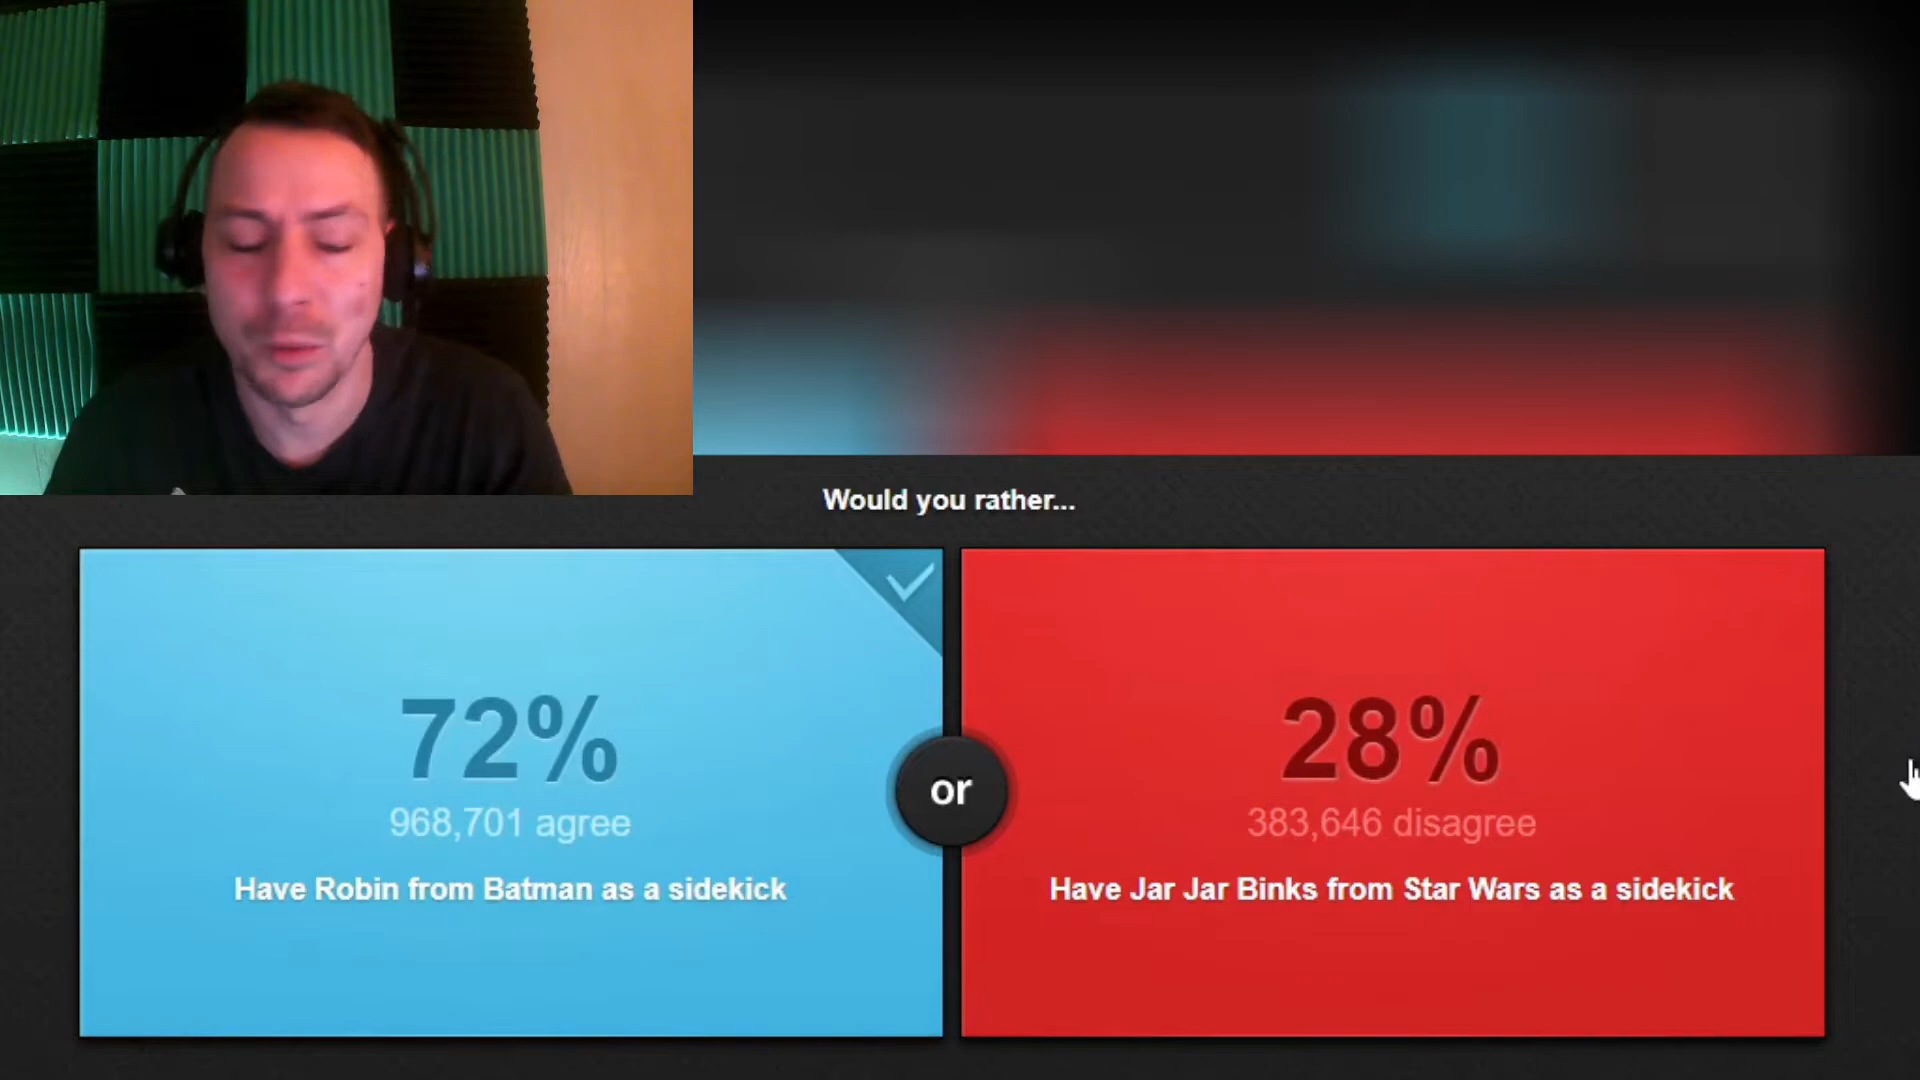 Would you rather...
72%
968,701 agree
Have Robin from Batman as a sidekick
or
28%
383,646 disagree
Have Jar Jar Binks from Star Wars as a sidekick